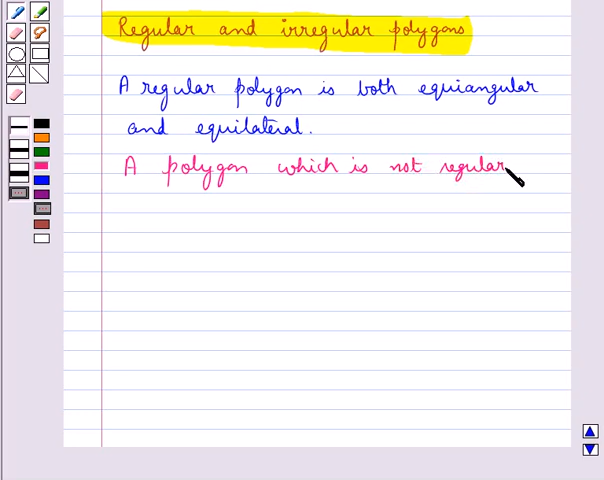 Regular and irregular polygons
A regular polygon is both equiangular
and equilateral.
A polygon which is not regular